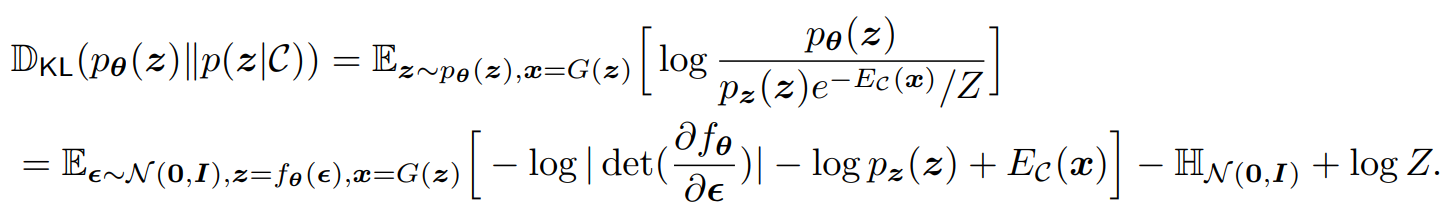 𝔻_KL(p_θ(z)‖p(z|𝒞)) = 𝔼_{z∼p_θ(z),x=G(z)}[ log p_θ(z) / (p_z(z)e^{−E_𝒞(x)}/Z) ]
= 𝔼_{ϵ∼𝒩(0,I),z=f_θ(ϵ),x=G(z)}[ − log | det(∂f_θ/∂ϵ)| − log p_z(z) + E_𝒞(x) ] − ℍ_{𝒩(0,I)} + log Z.